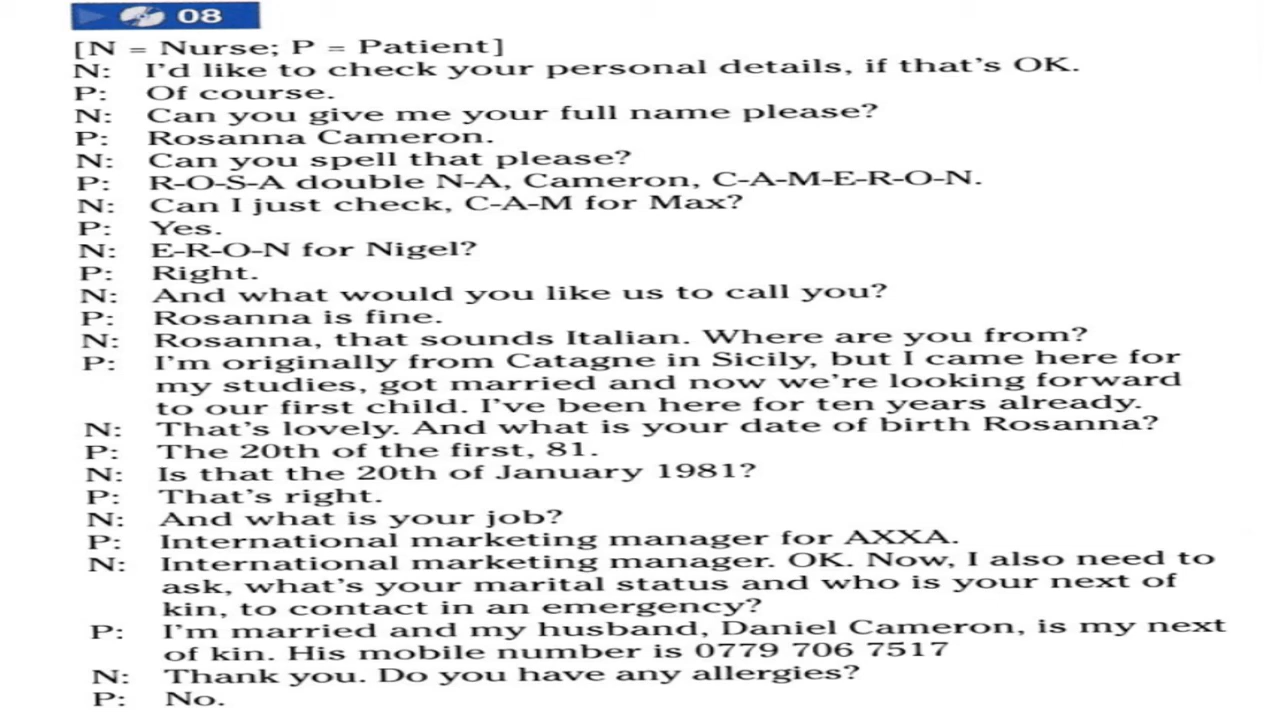 08
[N = Nurse; P = Patient]
N: I'd like to check your personal details, if that's OK.
P: Of course.
N: Can you give me your full name please?
P: Rosanna Cameron.
N: Can you spell that please?
P: R-O-S-A double N-A, Cameron, C-A-M-E-R-O-N.
N: Can I just check, C-A-M for Max?
P: Yes.
N: E-R-O-N for Nigel?
P: Right.
N: And what would you like us to call you?
P: Rosanna is fine.
N: Rosanna, that sounds Italian. Where are you from?
P: I'm originally from Catagne in Sicily, but I came here for
my studies, got married and now we're looking forward
to our first child. I've been here for ten years already.
N: That's lovely. And what is your date of birth Rosanna?
P: The 20th of the first, 81.
N: Is that the 20th of January 1981?
P: That's right.
N: And what is your job?
P: International marketing manager for AXXA.
N: International marketing manager. OK. Now, I also need to
ask, what's your marital status and who is your next of
kin, to contact in an emergency?
P: I'm married and my husband, Daniel Cameron, is my next
of kin. His mobile number is 0779 706 7517
N: Thank you. Do you have any allergies?
P: No.